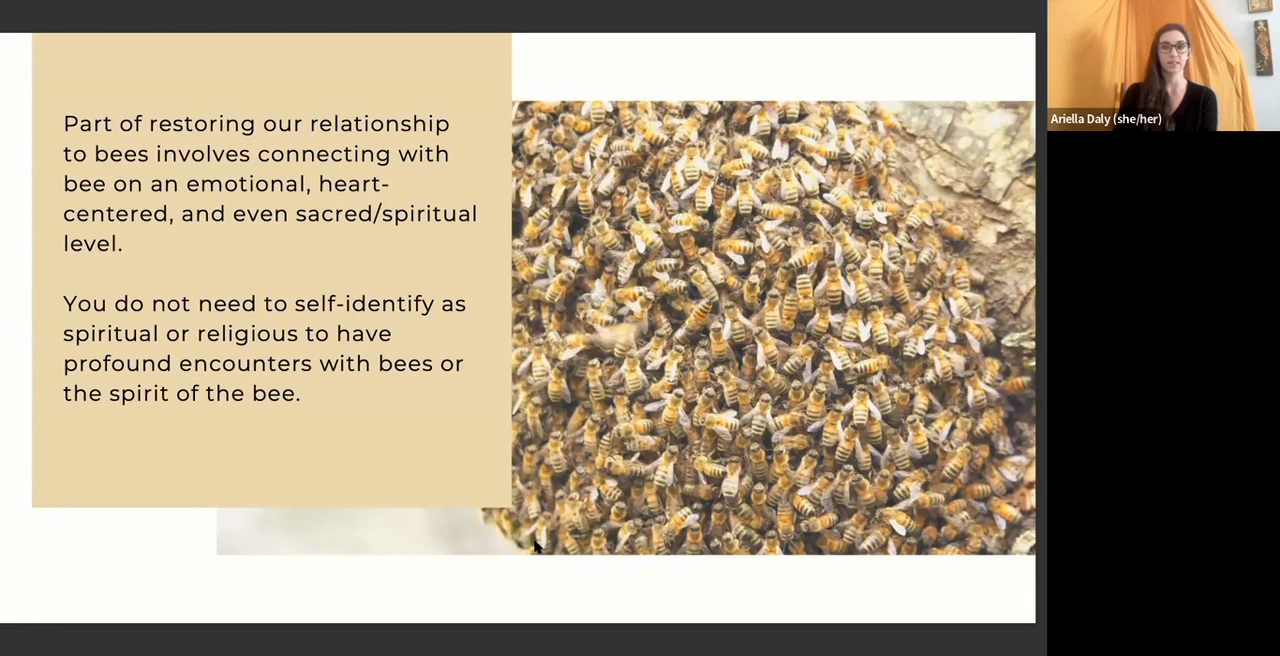 Part of restoring our relationship
to bees involves connecting with
bee on an emotional, heart-
centered, and even sacred/spiritual
level.
You do not need to self-identify as
spiritual or religious to have
profound encounters with bees or
the spirit of the bee.
Ariella Daly (she/her)